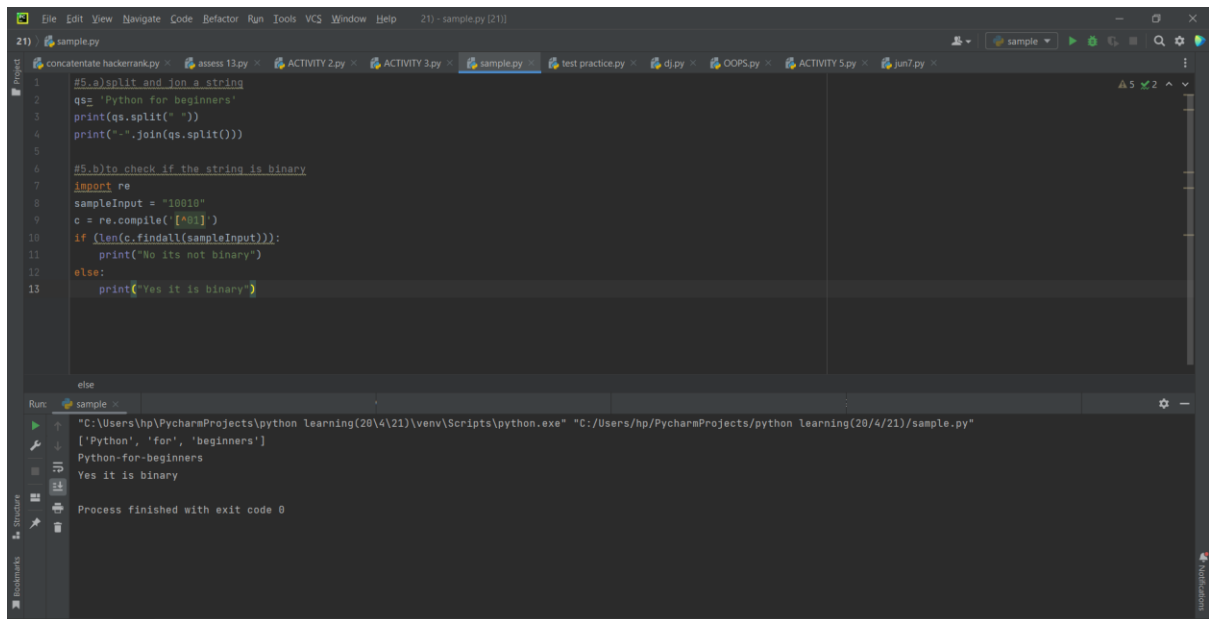 File Edit View Navigate Code Refactor Run Tools VCS Window Help 21) - sample.py [21)]
21) sample.py
sample
Project
concatentate hackerrank.py assess 13.py ACTIVITY 2.py ACTIVITY 3.py sample.py test practice.py dj.py OOPS.py ACTIVITY 5.py jun7.py
5 2
1 #5.a)split and jon a string
2 qs= 'Python for beginners'
3 print(qs.split(" "))
4 print("-".join(qs.split()))
5
6 #5.b)to check if the string is binary
7 import re
8 sampleInput = "10010"
9 c = re.compile('[^01]')
10 if (len(c.findall(sampleInput))):
11     print("No its not binary")
12 else:
13     print("Yes it is binary")
else
Run: sample
"C:\Users\hp\PycharmProjects\python learning(20\4\21)\venv\Scripts\python.exe" "C:/Users/hp/PycharmProjects/python learning(20/4/21)/sample.py"
['Python', 'for', 'beginners']
Python-for-beginners
Yes it is binary
Process finished with exit code 0
Structure
Bookmarks
Notifications